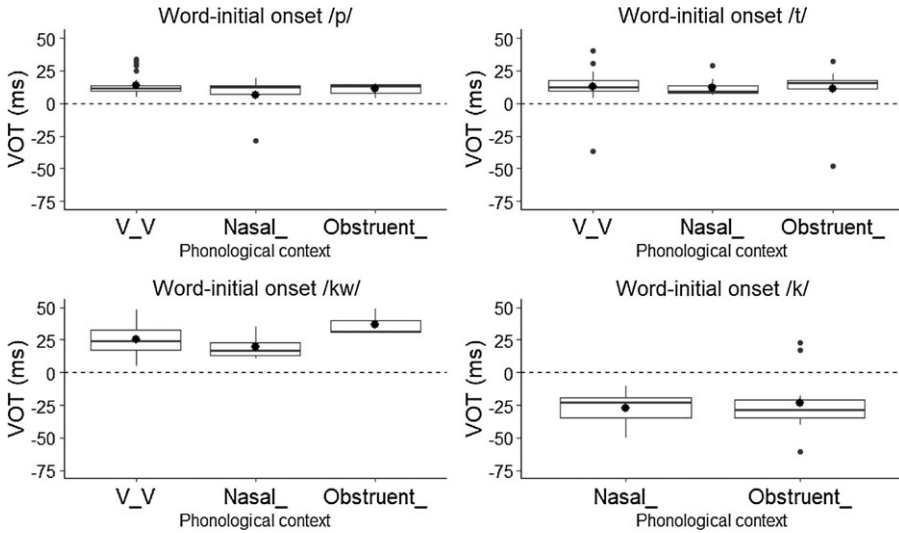 Word-initial onset /p/
50
25
0
-25
-50
-75
VOT (ms)
V_V Nasal_ Obstruent_
Phonological context
Word-initial onset /t/
50
25
0
-25
-50
-75
VOT (ms)
V_V Nasal_ Obstruent_
Phonological context
Word-initial onset /kw/
50
25
0
-25
-50
-75
VOT (ms)
V_V Nasal_ Obstruent_
Phonological context
Word-initial onset /k/
50
25
0
-25
-50
-75
VOT (ms)
Nasal_ Obstruent_
Phonological context